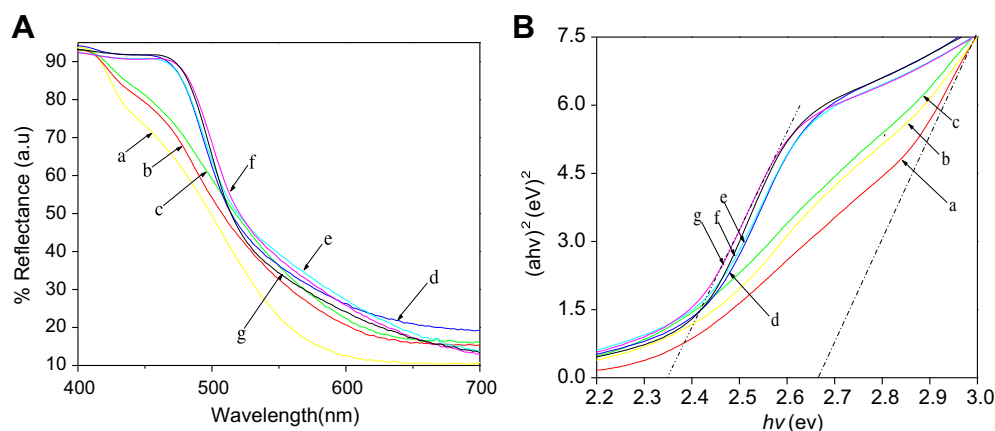 A
% Reflectance (a.u)
90
80
70
60
50
40
30
20
10
400
500
600
700
Wavelength(nm)
a
b
c
f
e
d
g
B
(ahv)² (eV)²
7.5
6.0
4.5
3.0
1.5
0.0
2.2 2.3 2.4 2.5 2.6 2.7 2.8 2.9 3.0
hv (ev)
g
f
e
d
c
b
a